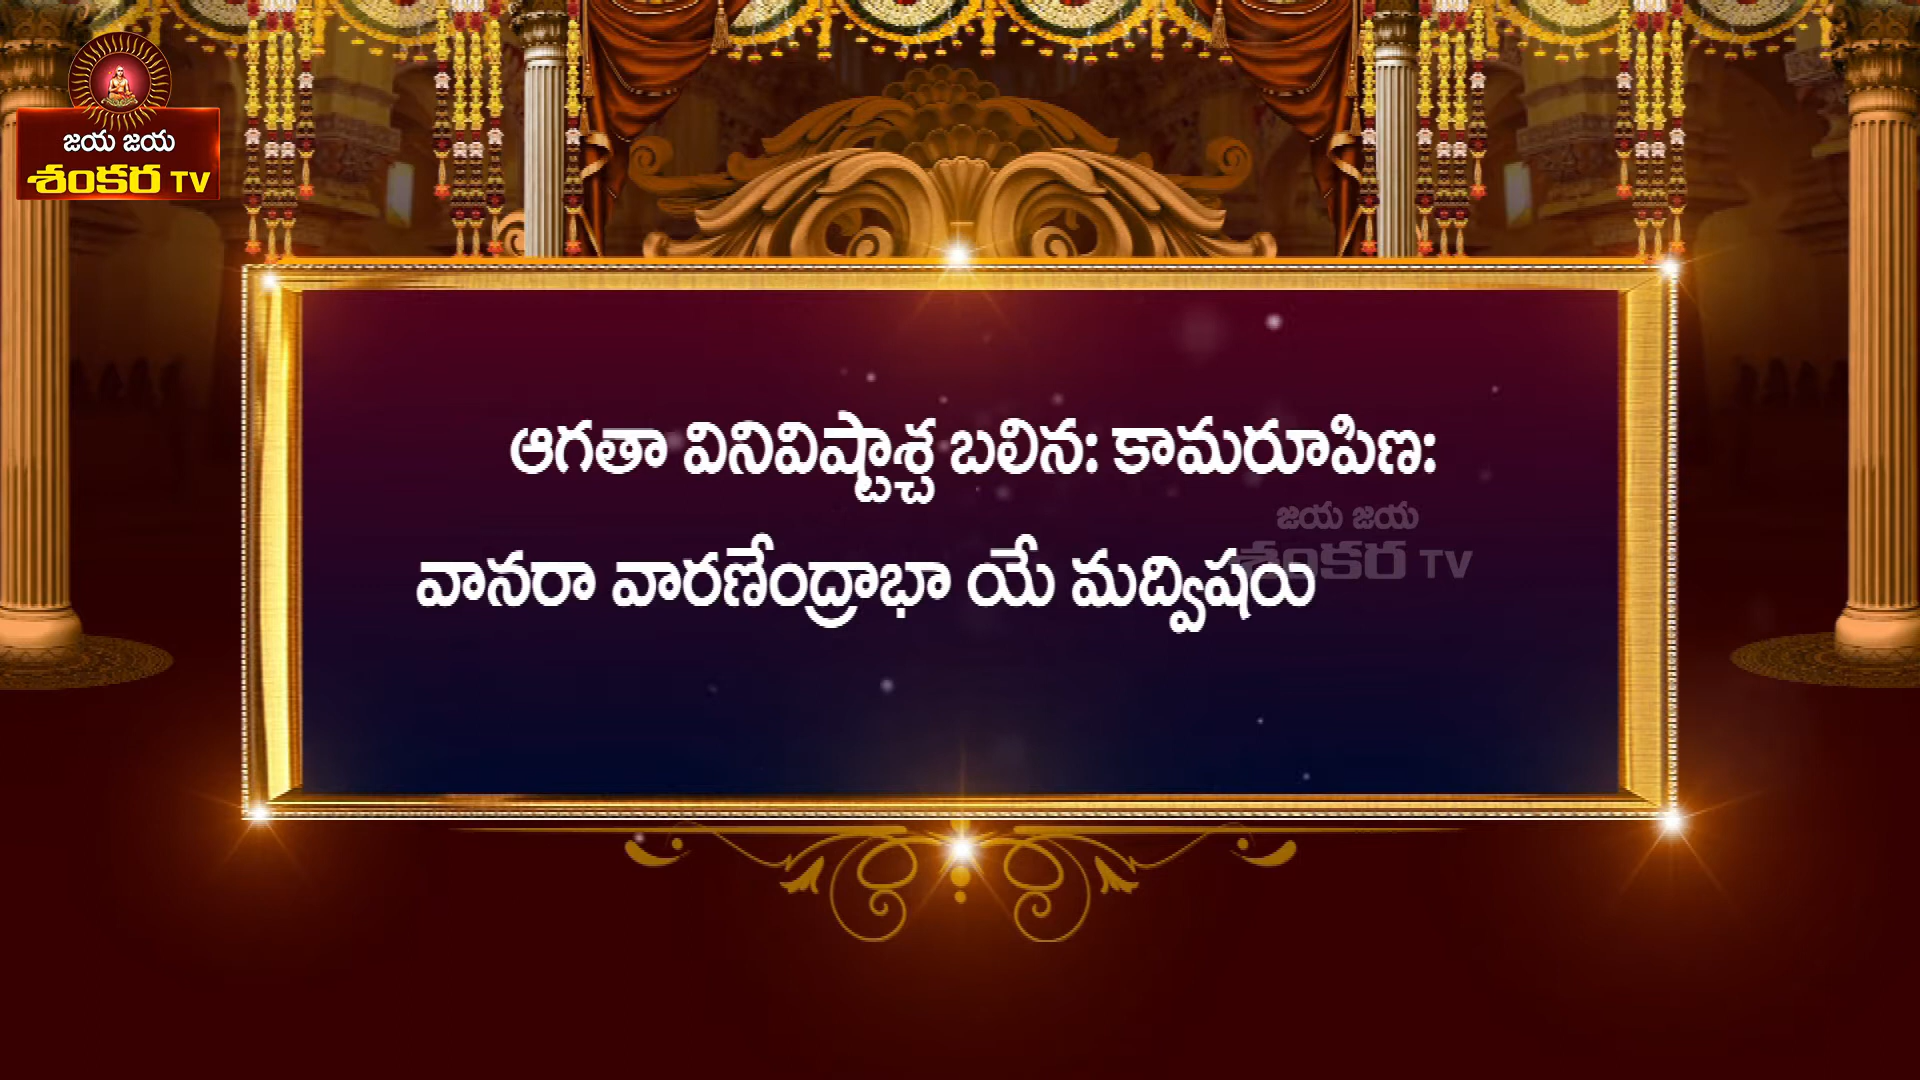 జయ జయ
శంకర TV
ఆగతా వినివిష్టాశ్చ బలిన: కామరూపిణ:
జయ జయ
శంకర TV
వానరా వారణేంద్రాభా యే మద్విషయ